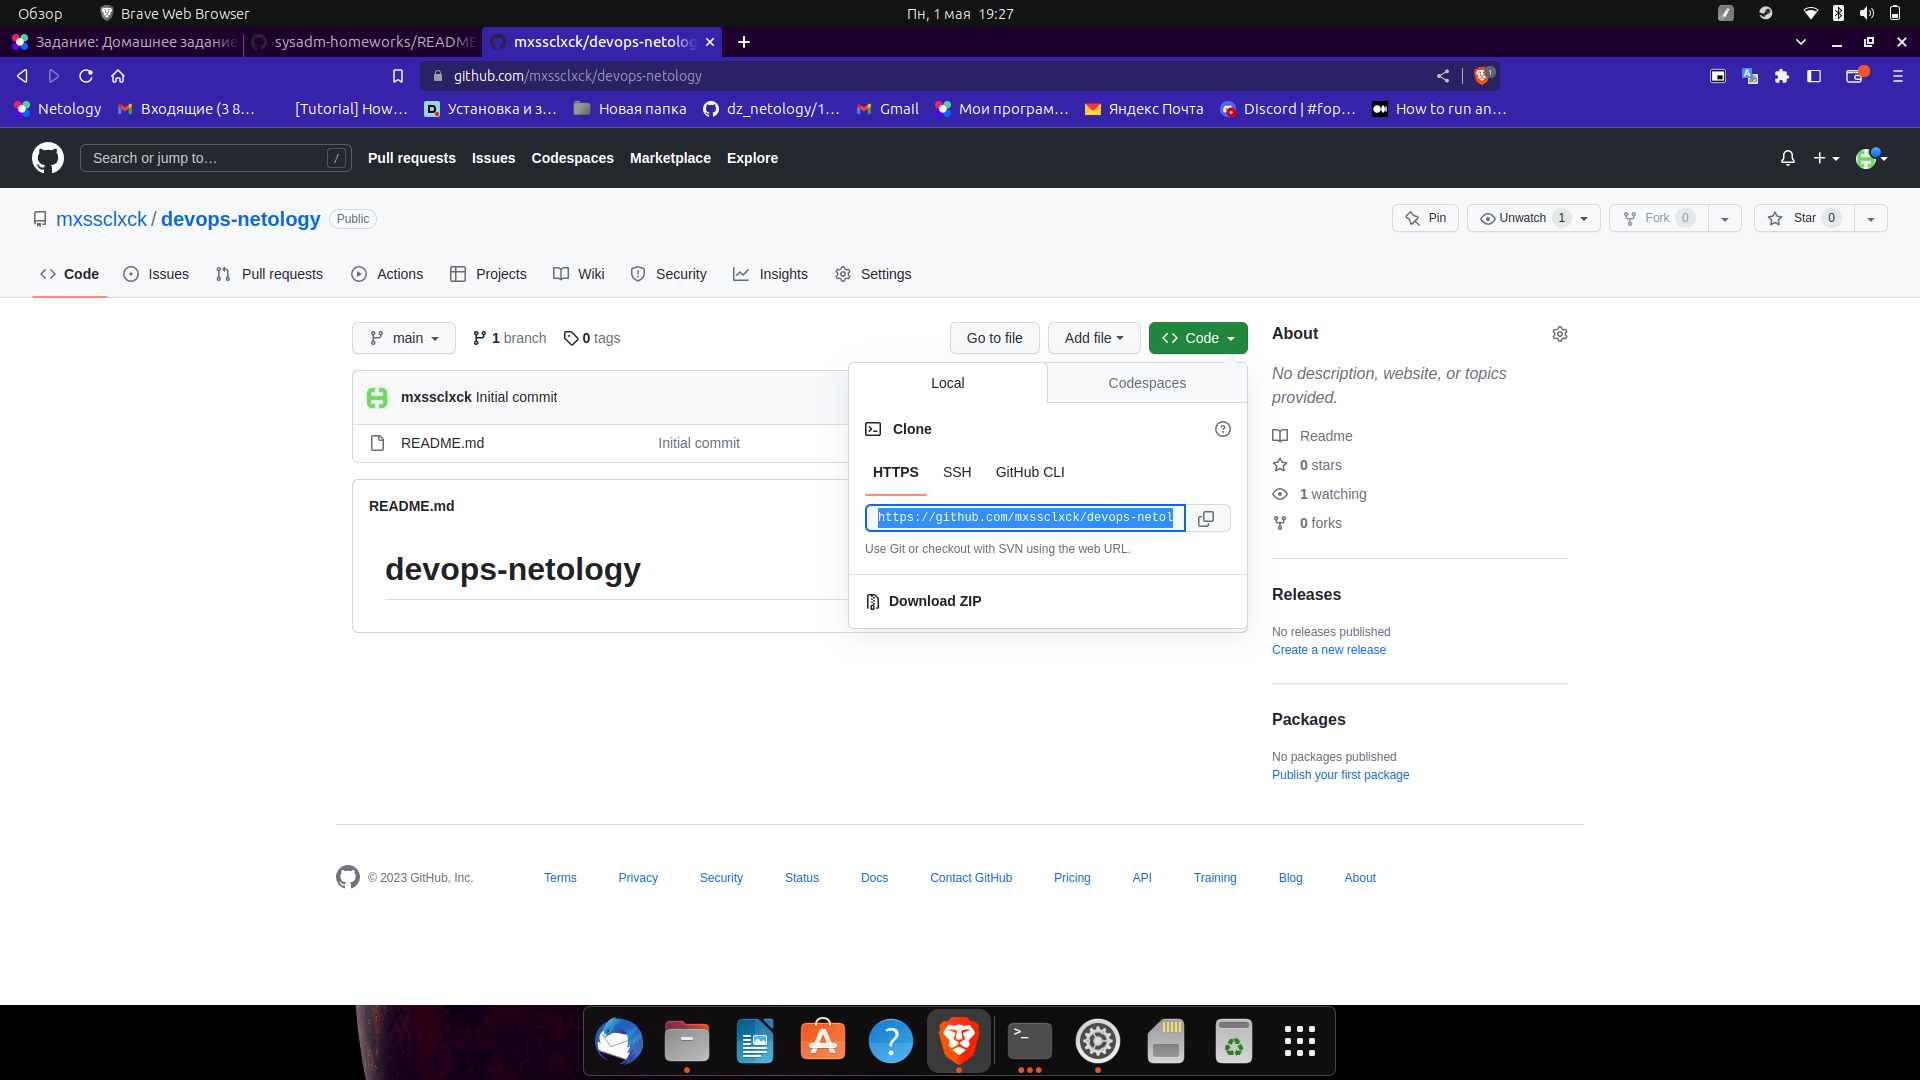 Обзор
Brave Web Browser
Пн, 1 мая 19:27
Задание: Домашнее задание
sysadm-homeworks/README
mxssclxck/devops-netolog
github.com/mxssclxck/devops-netology
1
Netology
Входящие (3 8…
[Tutorial] How…
Установка и з…
Новая папка
dz_netology/1…
Gmail
Мои програм…
Яндекс Почта
Discord | #fop…
How to run an…
Search or jump to…
/
Pull requests
Issues
Codespaces
Marketplace
Explore
mxssclxck / devops-netology
Public
Pin
Unwatch 1
Fork 0
Star 0
Code
Issues
Pull requests
Actions
Projects
Wiki
Security
Insights
Settings
main
1 branch
0 tags
Go to file
Add file
Code
About
No description, website, or topics
provided.
Readme
0 stars
1 watching
0 forks
mxssclxck Initial commit
README.md
Initial commit
Local
Codespaces
Clone
HTTPS
SSH
GitHub CLI
https://github.com/mxssclxck/devops-netol
Use Git or checkout with SVN using the web URL.
Download ZIP
README.md
devops-netology
Releases
No releases published
Create a new release
Packages
No packages published
Publish your first package
© 2023 GitHub, Inc.
Terms
Privacy
Security
Status
Docs
Contact GitHub
Pricing
API
Training
Blog
About